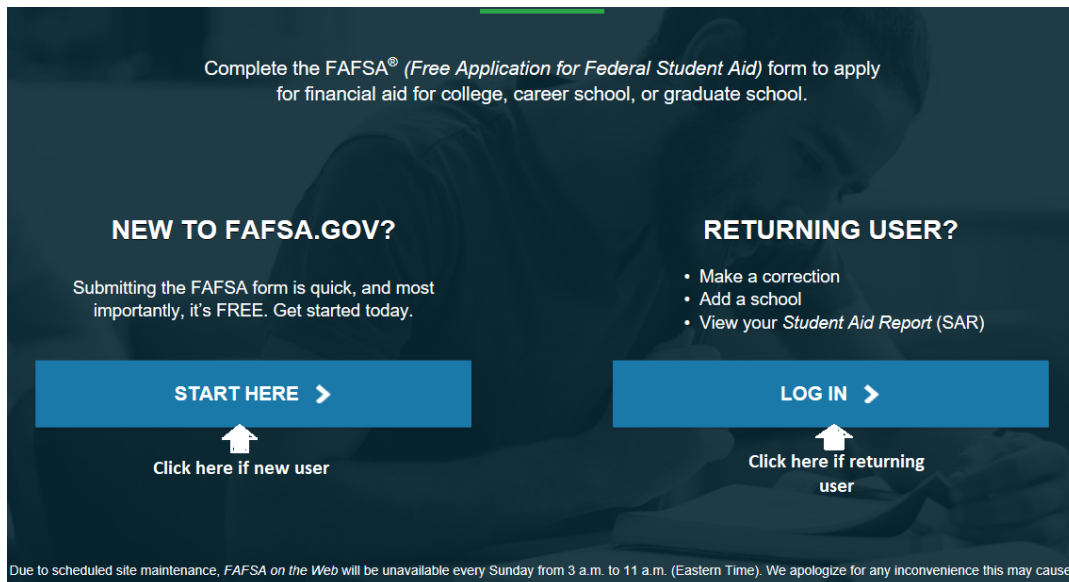 Complete the FAFSA® (Free Application for Federal Student Aid) form to apply
for financial aid for college, career school, or graduate school.
NEW TO FAFSA.GOV?
Submitting the FAFSA form is quick, and most
importantly, it's FREE. Get started today.
START HERE
Click here if new user
RETURNING USER?
• Make a correction
• Add a school
• View your Student Aid Report (SAR)
LOG IN
Click here if returning
user
Due to scheduled site maintenance, FAFSA on the Web will be unavailable every Sunday from 3 a.m. to 11 a.m. (Eastern Time). We apologize for any inconvenience this may cause